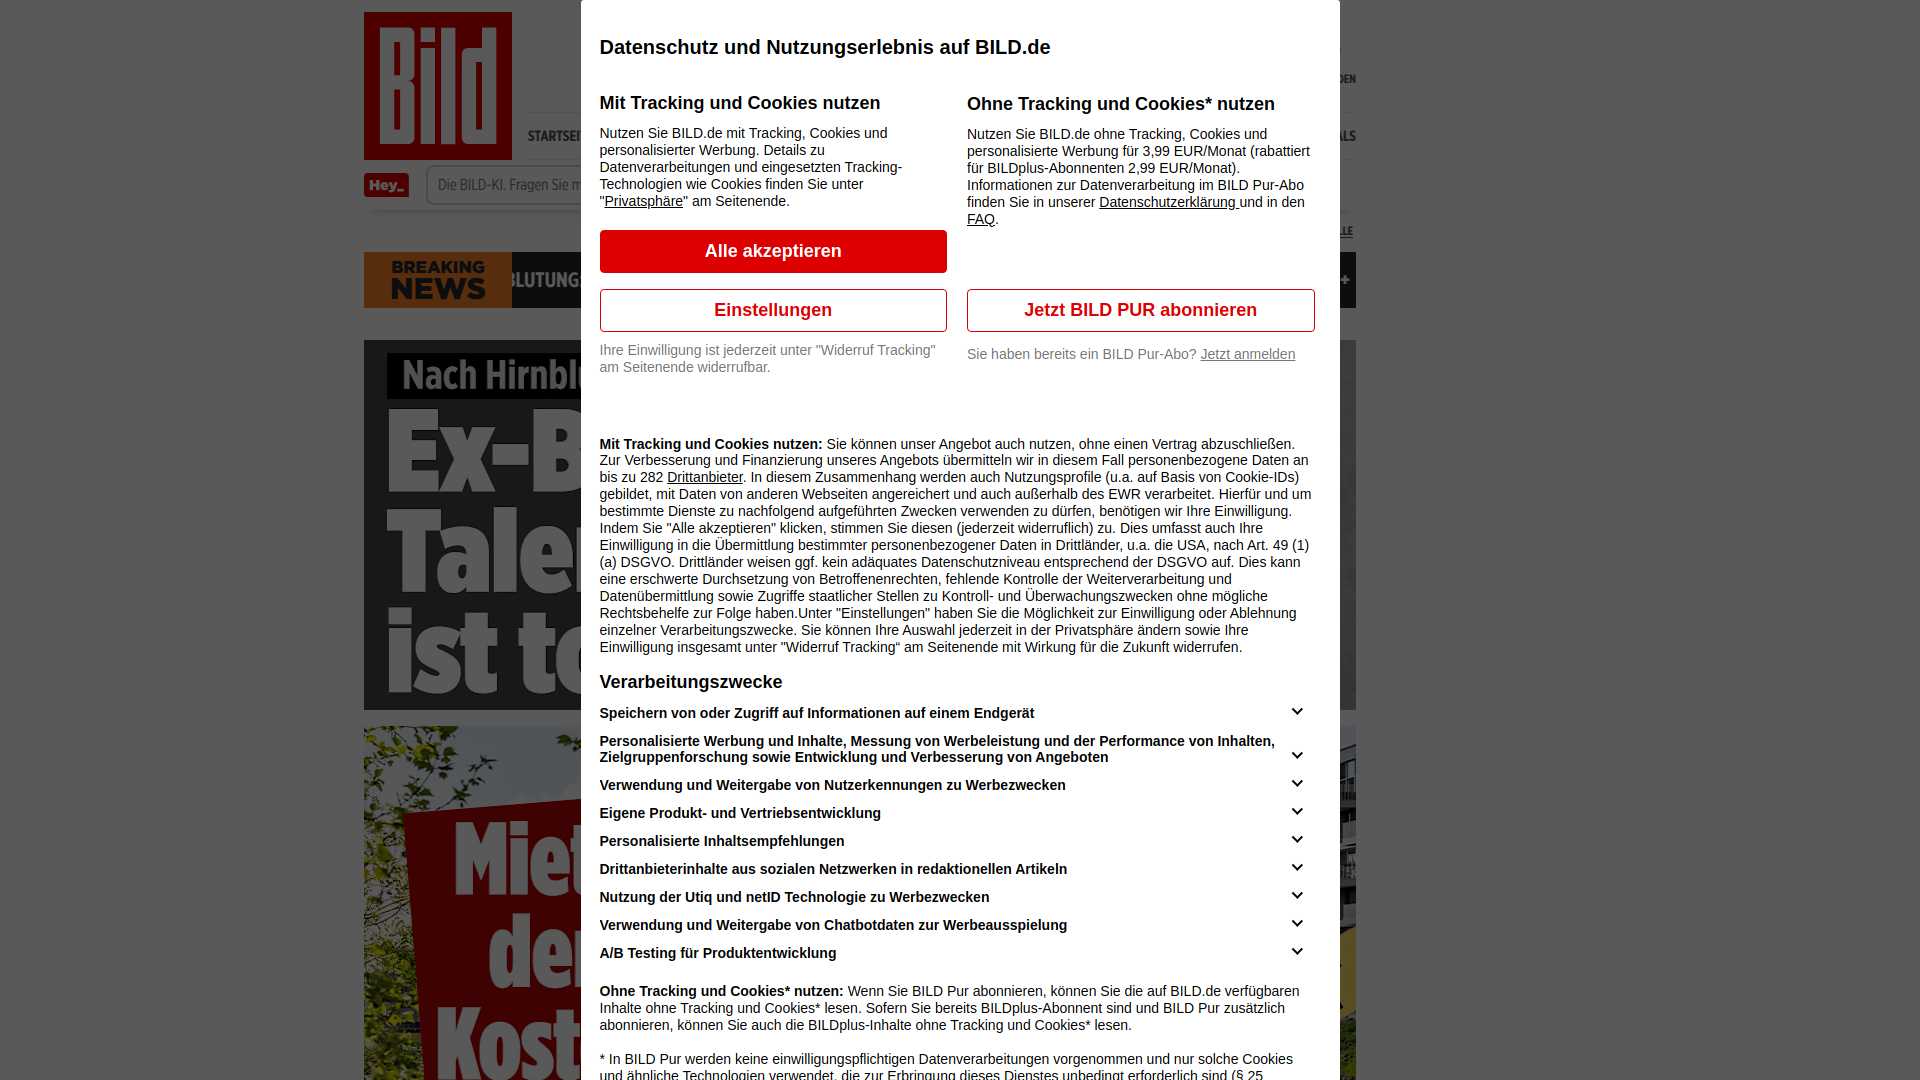 Bild
Datenschutz und Nutzungserlebnis auf BILD.de
Mit Tracking und Cookies nutzen
Nutzen Sie BILD.de mit Tracking, Cookies und
personalisierter Werbung. Details zu
Datenverarbeitungen und eingesetzten Tracking-
Technologien wie Cookies finden Sie unter
"Privatsphäre" am Seitenende.
Alle akzeptieren
Einstellungen
Ihre Einwilligung ist jederzeit unter "Widerruf Tracking"
am Seitenende widerrufbar.
Ohne Tracking und Cookies* nutzen
Nutzen Sie BILD.de ohne Tracking, Cookies und
personalisierte Werbung für 3,99 EUR/Monat (rabattiert
für BILDplus-Abonnenten 2,99 EUR/Monat).
Informationen zur Datenverarbeitung im BILD Pur-Abo
finden Sie in unserer Datenschutzerklärung und in den
FAQ.
Jetzt BILD PUR abonnieren
Sie haben bereits ein BILD Pur-Abo? Jetzt anmelden
Hey_
Die BILD-KI. Fragen Sie
BREAKING
NEWS
Nach
Mit Tracking und Cookies nutzen: Sie können unser Angebot auch nutzen, ohne einen Vertrag abzuschließen.
Zur Verbesserung und Finanzierung unseres Angebots übermitteln wir in diesem Fall personenbezogene Daten an
bis zu 282 Drittanbieter. In diesem Zusammenhang werden auch Nutzungsprofile (u.a. auf Basis von Cookie-IDs)
gebildet, mit Daten von anderen Webseiten angereichert und auch außerhalb des EWR verarbeitet. Hierfür und um
bestimmte Dienste zu nachfolgend aufgeführten Zwecken verwenden zu dürfen, benötigen wir Ihre Einwilligung.
Indem Sie "Alle akzeptieren" klicken, stimmen Sie diesen (jederzeit widerruflich) zu. Dies umfasst auch Ihre
Einwilligung in die Übermittlung bestimmter personenbezogener Daten in Drittländer, u.a. die USA, nach Art. 49 (1)
(a) DSGVO. Drittländer weisen ggf. kein adäquates Datenschutzniveau entsprechend der DSGVO auf. Dies kann
eine erschwerte Durchsetzung von Betroffenenrechten, fehlende Kontrolle der Weiterverarbeitung und
Datenübermittlung sowie Zugriffe staatlicher Stellen zu Kontroll- und Überwachungszwecken ohne mögliche
Rechtsbehelfe zur Folge haben.Unter "Einstellungen" haben Sie die Möglichkeit zur Einwilligung oder Ablehnung
einzelner Verarbeitungszwecke. Sie können Ihre Auswahl jederzeit in der Privatsphäre ändern sowie Ihre
Einwilligung insgesamt unter "Widerruf Tracking“ am Seitenende mit Wirkung für die Zukunft widerrufen.
ist
Verarbeitungszwecke
Speichern von oder Zugriff auf Informationen auf einem Endgerät
Personalisierte Werbung und Inhalte, Messung von Werbeleistung und der Performance von Inhalten,
Zielgruppenforschung sowie Entwicklung und Verbesserung von Angeboten
Verwendung und Weitergabe von Nutzerkennungen zu Werbezwecken
Eigene Produkt- und Vertriebsentwicklung
Personalisierte Inhaltsempfehlungen
Drittanbieterinhalte aus sozialen Netzwerken in redaktionellen Artikeln
Nutzung der Utiq und netID Technologie zu Werbezwecken
Verwendung und Weitergabe von Chatbotdaten zur Werbeausspielung
A/B Testing für Produktentwicklung
Ohne Tracking und Cookies* nutzen: Wenn Sie BILD Pur abonnieren, können Sie die auf BILD.de verfügbaren
Inhalte ohne Tracking und Cookies* lesen. Sofern Sie bereits BILDplus-Abonnent sind und BILD Pur zusätzlich
abonnieren, können Sie auch die BILDplus-Inhalte ohne Tracking und Cookies* lesen.
* In BILD Pur werden keine einwilligungspflichtigen Datenverarbeitungen vorgenommen und nur solche Cookies
und ähnliche Technologien verwendet, die zur Erbringung dieses Dienstes unbedingt erforderlich sind (§ 25